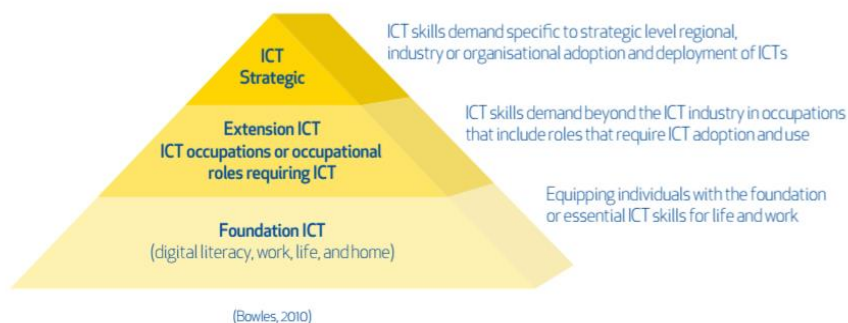 ICT
Strategic
ICT skills demand specific to strategic level regional,
industry or organisational adoption and deployment of ICTs
Extension ICT
ICT occupations or occupational
roles requiring ICT
ICT skills demand beyond the ICT industry in occupations
that include roles that require ICT adoption and use
Foundation ICT
(digital literacy, work, life, and home)
Equipping individuals with the foundation
or essential ICT skills for life and work
(Bowles, 2010)